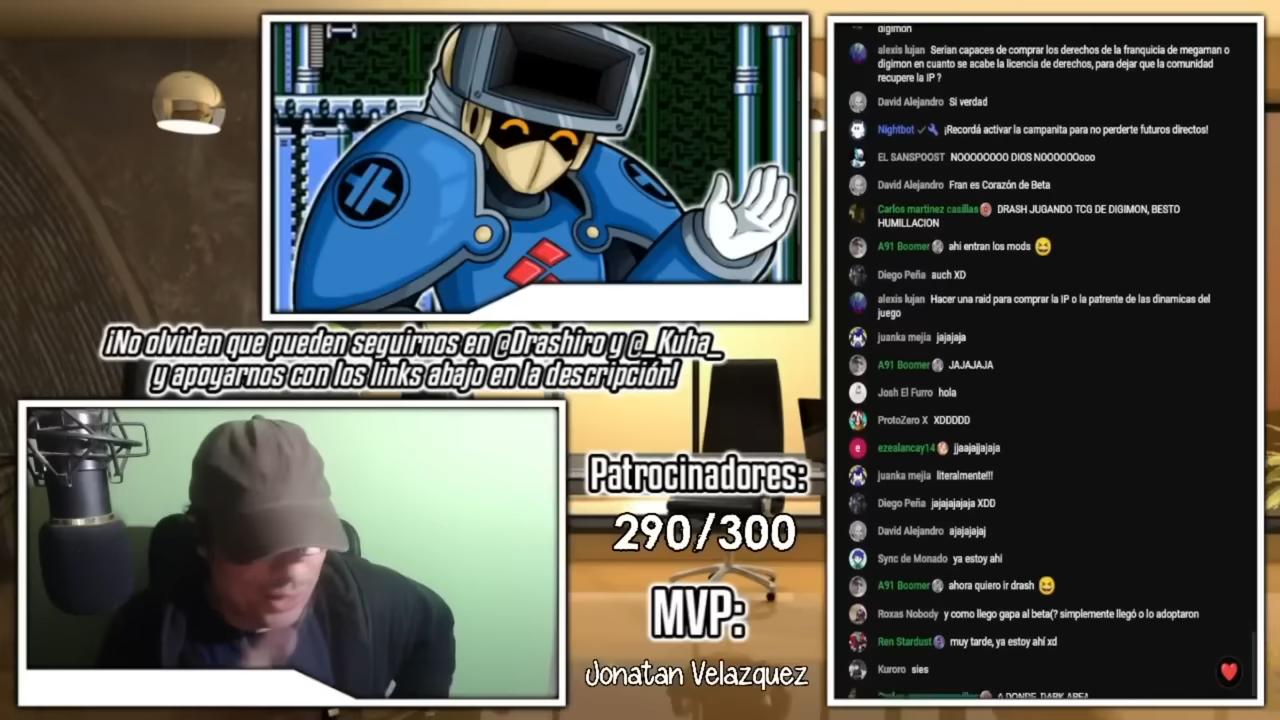 ¡No olviden que pueden seguirnos en @Drashiro y @_Kuha_
y apoyarnos con los links abajo en la descripción!
Patrocinadores:
290/300
MVP:
Jonatan Velazquez
digimon
alexis lujan Serian capaces de comprar los derechos de la franquicia de megaman o
digimon en cuanto se acabe la licencia de derechos, para dejar que la comunidad
recupere la IP ?
David Alejandro Si verdad
Nightbot ¡Recordá activar la campanita para no perderte futuros directos!
EL SANSPOOST NOOOOOOOO DIOS NOOOOOOooo
David Alejandro Fran es Corazón de Beta
Carlos martinez casillas DRASH JUGANDO TCG DE DIGIMON, BESTO
HUMILLACION
A91 Boomer ahi entran los mods 😆
Diego Peña auch XD
alexis lujan Hacer una raid para comprar la IP o la patrente de las dinamicas del
juego
juanka mejia jajajaja
A91 Boomer JAJAJAJA
Josh El Furro hola
ProtoZero X XDDDDD
e ezealancay14 jjaajajjajaja
juanka mejia literalmente!!!
Diego Peña jajajajajaja XDD
David Alejandro ajajajajaj
Sync de Monado ya estoy ahi
A91 Boomer ahora quiero ir drash 😆
Roxas Nobody y como llego gapa al beta(? simplemente llegó o lo adoptaron
Ren Stardust muy tarde, ya estoy ahí xd
Kuroro sies
A DONDE, DARK AREA